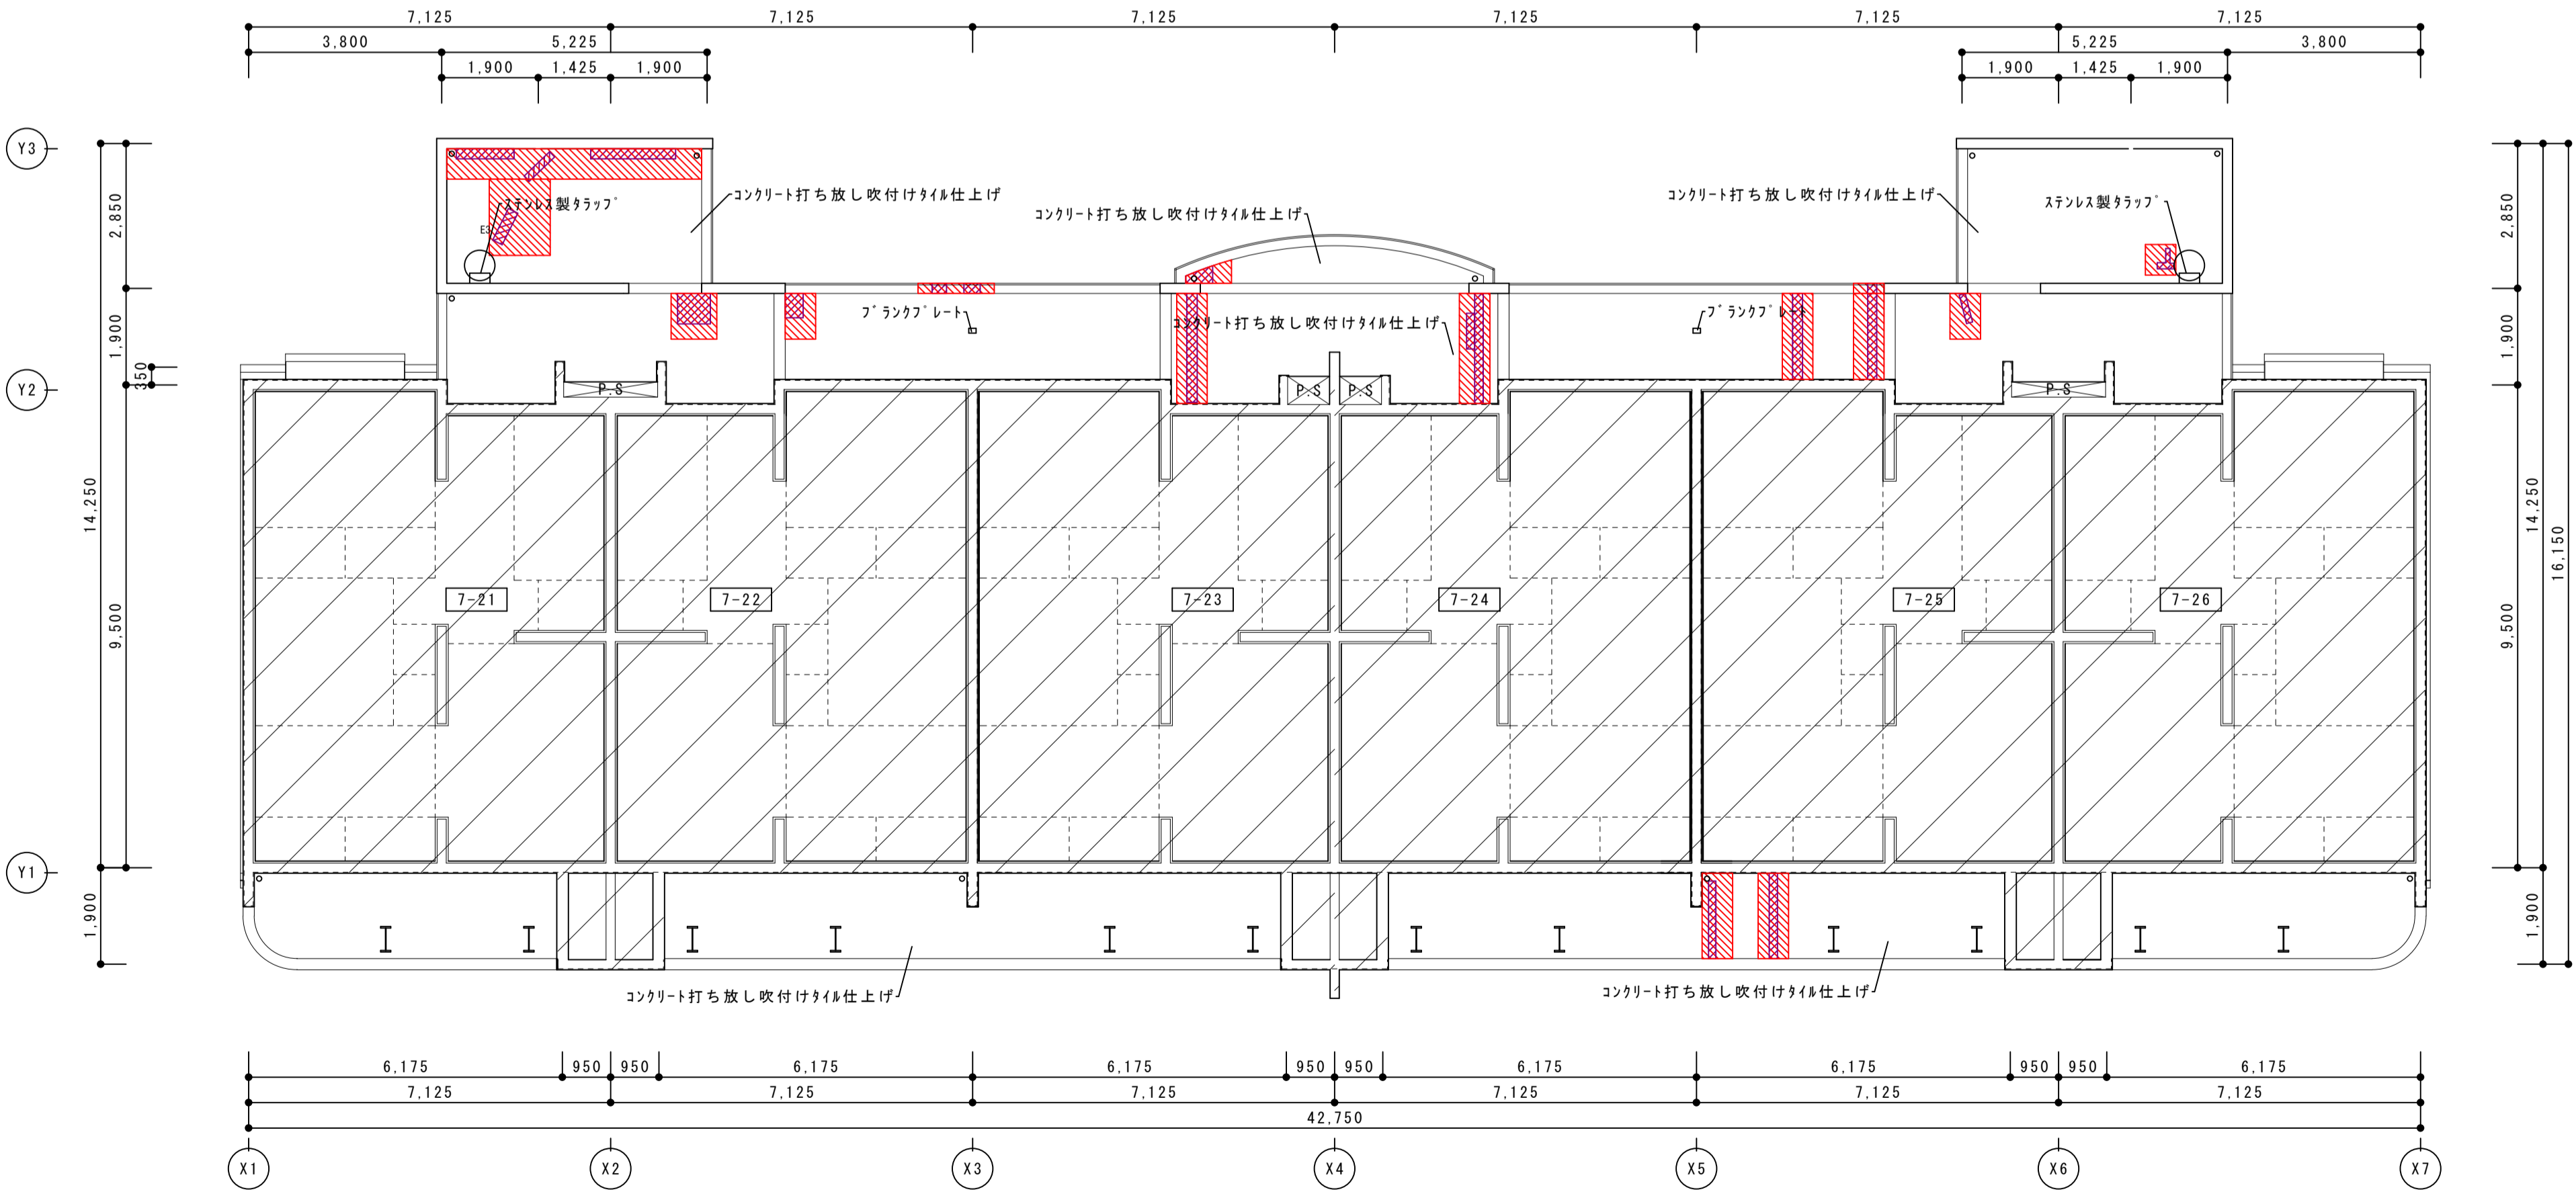 7,125 7,125 7,125 7,125 7,125 7,125
3,800 5,225 5,225 3,800
1,900 1,425 1,900 1,900 1,425 1,900
Y3
2,850
1,900
350
Y2
14,250
9,500
Y1
1,900
ステンレス製タラップ
E3
コンクリート打ち放し吹付けタイル仕上げ
コンクリート打ち放し吹付けタイル仕上げ
コンクリート打ち放し吹付けタイル仕上げ
ステンレス製タラップ
ブランクプレート
コンクリート打ち放し吹付けタイル仕上げ
ブランクプレート
P.S
P.S P.S
P.S
7-21 7-22 7-23 7-24 7-25 7-26
2,850
1,900
14,250
16,150
9,500
1,900
コンクリート打ち放し吹付けタイル仕上げ
コンクリート打ち放し吹付けタイル仕上げ
6,175 950 950 6,175 6,175 950 950 6,175 6,175 950 950 6,175
7,125 7,125 7,125 7,125 7,125 7,125
42,750
X1 X2 X3 X4 X5 X6 X7